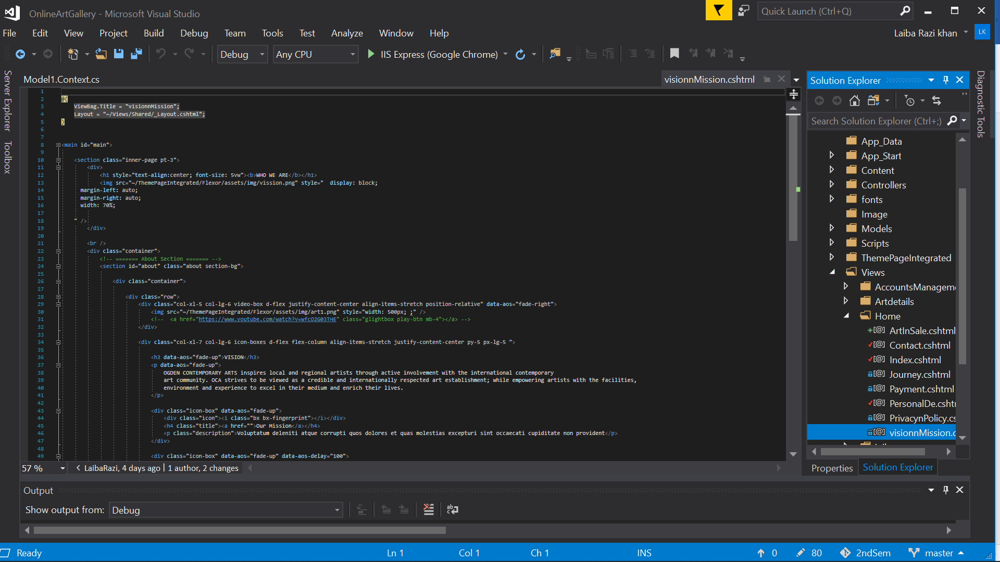 OnlineArtGallery - Microsoft Visual Studio
Quick Launch (Ctrl+Q)
File Edit View Project Build Debug Team Tools Test Analyze Window Help
Laiba Razi khan LK
Debug Any CPU IIS Express (Google Chrome)
Server Explorer
Toolbox
Model1.Context.cs
visionnMission.cshtml
1
2 @{
3 ViewBag.Title = "visionnMission";
4 Layout = "~/Views/Shared/_Layout.cshtml";
5 }
6
7
8 <main id="main">
9
10 <section class="inner-page pt-3">
11 <div>
12 <h1 style="text-align:center; font-size: 5vw"><b>WHO WE ARE</b></h1>
13 <img src="~/ThemePageIntegrated/Flexor/assets/img/vission.png" style="  display: block;
14 margin-left: auto;
15 margin-right: auto;
16 width: 70%;
17
18 " />
19 </div>
20
21 <br />
22 <div class="container">
23 <!-- ======= About Section ======= -->
24 <section id="about" class="about section-bg">
25
26 <div class="container">
27
28 <div class="row">
29 <div class="col-xl-5 col-lg-6 video-box d-flex justify-content-center align-items-stretch position-relative" data-aos="fade-right">
30 <img src="~/ThemePageIntegrated/Flexor/assets/img/art1.png" style="width: 500px; ;" />
31 <!--  <a href="https://www.youtube.com/watch?v=wfcO2G03THE" class="glightbox play-btn mb-4"></a> -->
32 </div>
33
34 <div class="col-xl-7 col-lg-6 icon-boxes d-flex flex-column align-items-stretch justify-content-center py-5 px-lg-5 ">
35
36 <h3 data-aos="fade-up">VISION</h3>
37 <p data-aos="fade-up">
38 OGDEN CONTEMPORARY ARTS inspires local and regional artists through active involvement with the international contemporary
39 art community. OCA strives to be viewed as a credible and internationally respected art establishment; while empowering artists with the facilities,
40 environment and experience to excel in their medium and enrich their lives.
41 </p>
42
43 <div class="icon-box" data-aos="fade-up">
44 <div class="icon"><i class="bx bx-fingerprint"></i></div>
45 <h4 class="title"><a href="">Our Mission</a></h4>
46 <p class="description">Voluptatum deleniti atque corrupti quos dolores et quas molestias excepturi sint occaecati cupiditate non provident</p>
47 </div>
48
49 <div class="icon-box" data-aos="fade-up" data-aos-delay="100">
57 %
LaibaRazi, 4 days ago | 1 author, 2 changes
Solution Explorer
Search Solution Explorer (Ctrl+;)
App_Data
App_Start
Content
Controllers
fonts
Image
Models
Scripts
ThemePageIntegrated
Views
AccountsManageme
Artdetails
Home
ArtInSale.cshtml
Contact.cshtml
Index.cshtml
Journey.cshtml
Payment.cshtml
PersonalDe.csht
PrivacynPolicy.cs
visionnMission.c
Properties Solution Explorer
Diagnostic Tools
Output
Show output from: Debug
Ready Ln 1 Col 1 Ch 1 INS 0 80 2ndSem master